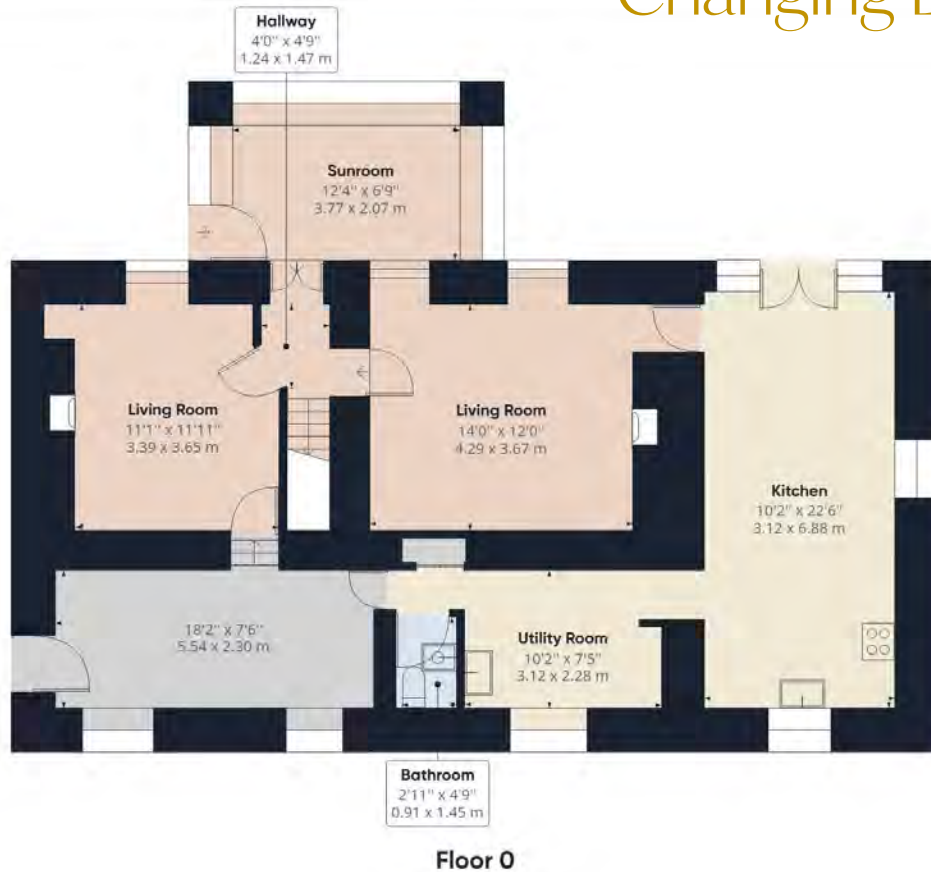 Changing
Hallway
4'0" x 4'9"
1.24 x 1.47 m
Sunroom
12'4" x 6'9"
3.77 x 2.07 m
Living Room
11'1" x 11'11"
3.39 x 3.65 m
Living Room
14'0" x 12'0"
4.29 x 3.67 m
Kitchen
10'2" x 22'6"
3.12 x 6.88 m
18'2" x 7'6"
5.54 x 2.30 m
Utility Room
10'2" x 7'5"
3.12 x 2.28 m
Bathroom
2'11" x 4'9"
0.91 x 1.45 m
Floor 0